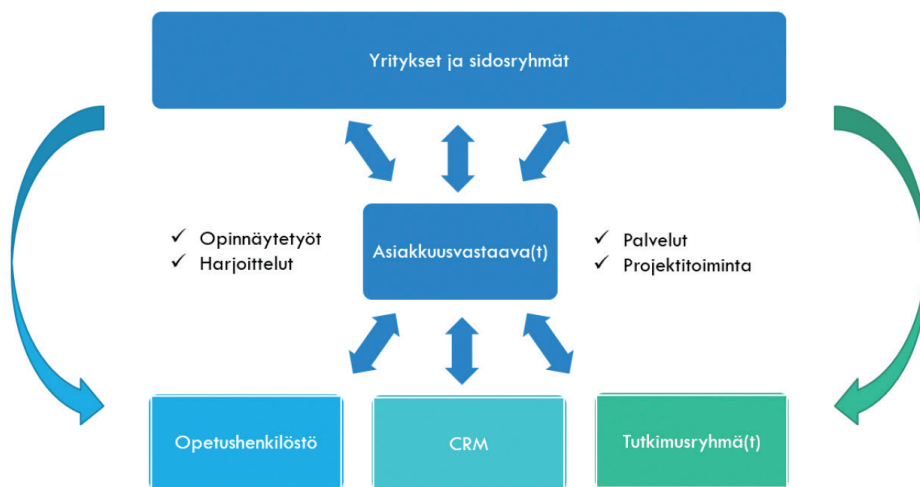 Yritykset ja sidosryhmät
✓ Opinnäytetyöt
✓ Harjoittelut
Asiakkuusvastaava(t)
✓ Palvelut
✓ Projektitoiminta
Opetushenkilöstö
CRM
Tutkimusryhmä(t)